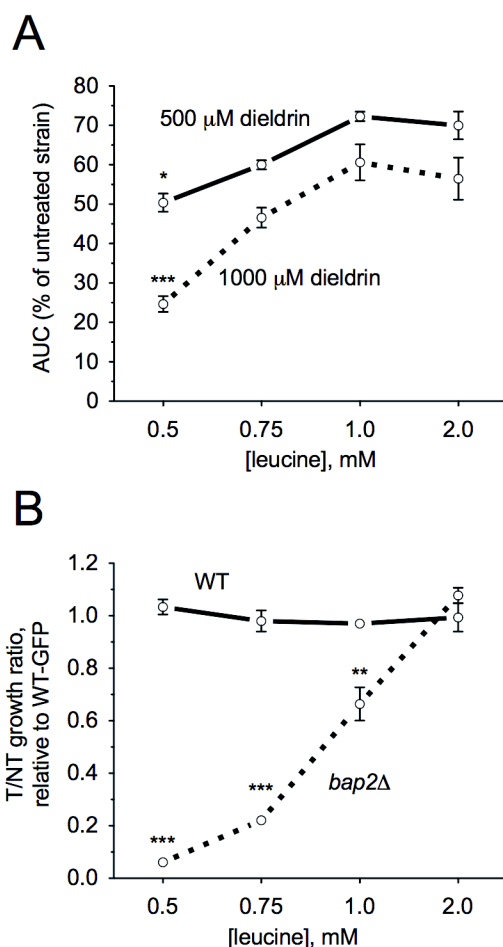 A
80
70
60
50
40
30
20
10
0
AUC (% of untreated strain)
500 μM dieldrin
*
***
1000 μM dieldrin
0.5 0.75 1.0 2.0
[leucine], mM
B
1.2
1.0
0.8
0.6
0.4
0.2
0.0
T/NT growth ratio,
relative to WT-GFP
WT
**
bap2Δ
***
***
0.5 0.75 1.0 2.0
[leucine], mM